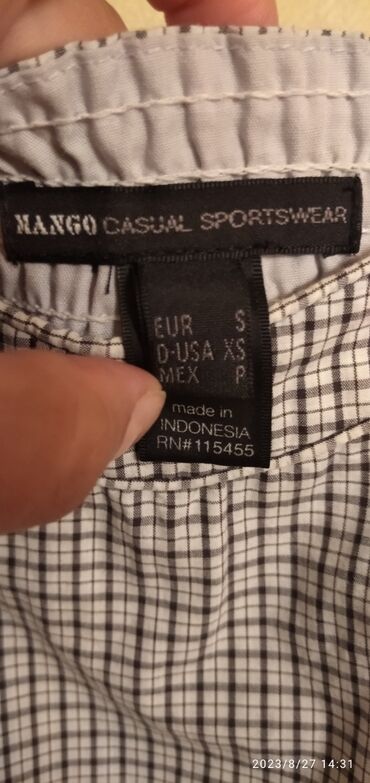 MANGO CASUAL SPORTSWEAR
EUR S
D-USA XS
MEX P
made in
INDONESIA
RN#115455
2023/8/27 14:31